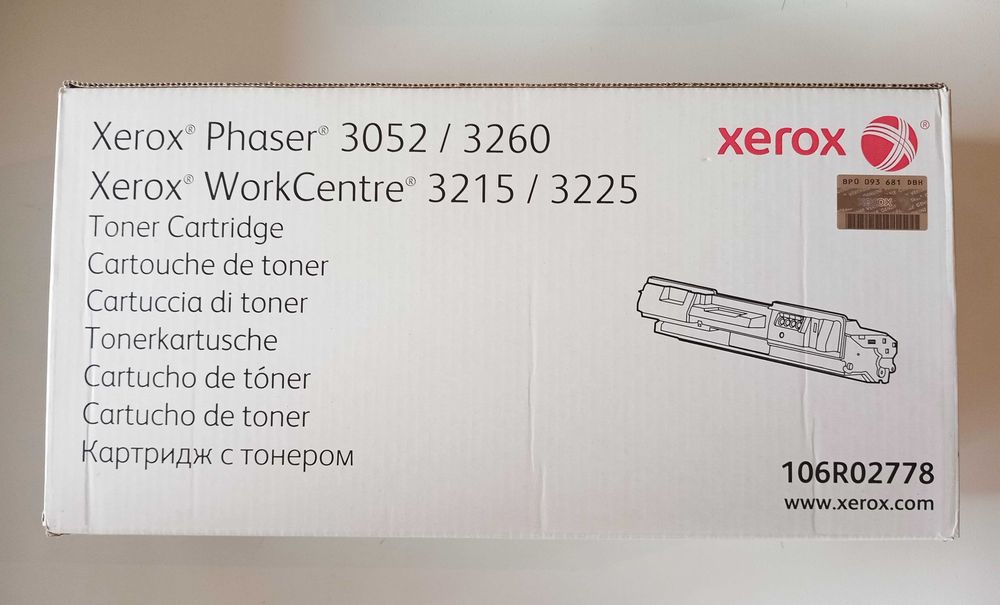 Xerox® Phaser® 3052 / 3260
Xerox® WorkCentre® 3215 / 3225
Toner Cartridge
Cartouche de toner
Cartuccia di toner
Tonerkartusche
Cartucho de tóner
Cartucho de toner
Картридж с тонером
xerox ®
8P0 093 681 DBH
XEROX
106R02778
www.xerox.com